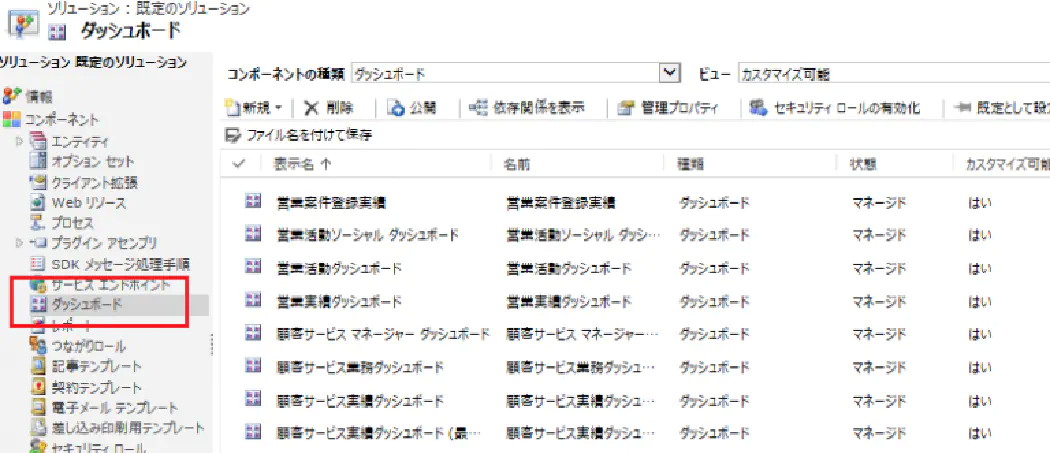 ソリューション : 既定のソリューション
ダッシュボード
ソリューション 既定のソリューション
情報
コンポーネント
エンティティ
オプション セット
クライアント拡張
Web リソース
プロセス
プラグイン アセンブリ
SDK メッセージ処理手順
サービス エンドポイント
ダッシュボード
レポート
つながりロール
記事テンプレート
契約テンプレート
電子メール テンプレート
差し込み印刷用テンプレート
セキュリティ ロール
コンポーネントの種類 ダッシュボード ビュー カスタマイズ可能
新規 削除 公開 依存関係を表示 管理プロパティ セキュリティ ロールの有効化 既定として設
ファイル名を付けて保存
表示名 ↑ 名前 種類 状態 カスタマイズ可能
営業案件登録実績 営業案件登録実績 ダッシュボード マネージド はい
営業活動ソーシャル ダッシュボード 営業活動ソーシャル ダッシ… ダッシュボード マネージド はい
営業活動ダッシュボード 営業活動ダッシュボード ダッシュボード マネージド はい
営業実績ダッシュボード 営業実績ダッシュボード ダッシュボード マネージド はい
顧客サービス マネージャー ダッシュボード 顧客サービス マネージャー… ダッシュボード マネージド はい
顧客サービス業務ダッシュボード 顧客サービス業務ダッシュ… ダッシュボード マネージド はい
顧客サービス実績ダッシュボード 顧客サービス実績ダッシュ… ダッシュボード マネージド はい
顧客サービス実績ダッシュボード (最… 顧客サービス実績ダッシュ… ダッシュボード マネージド はい